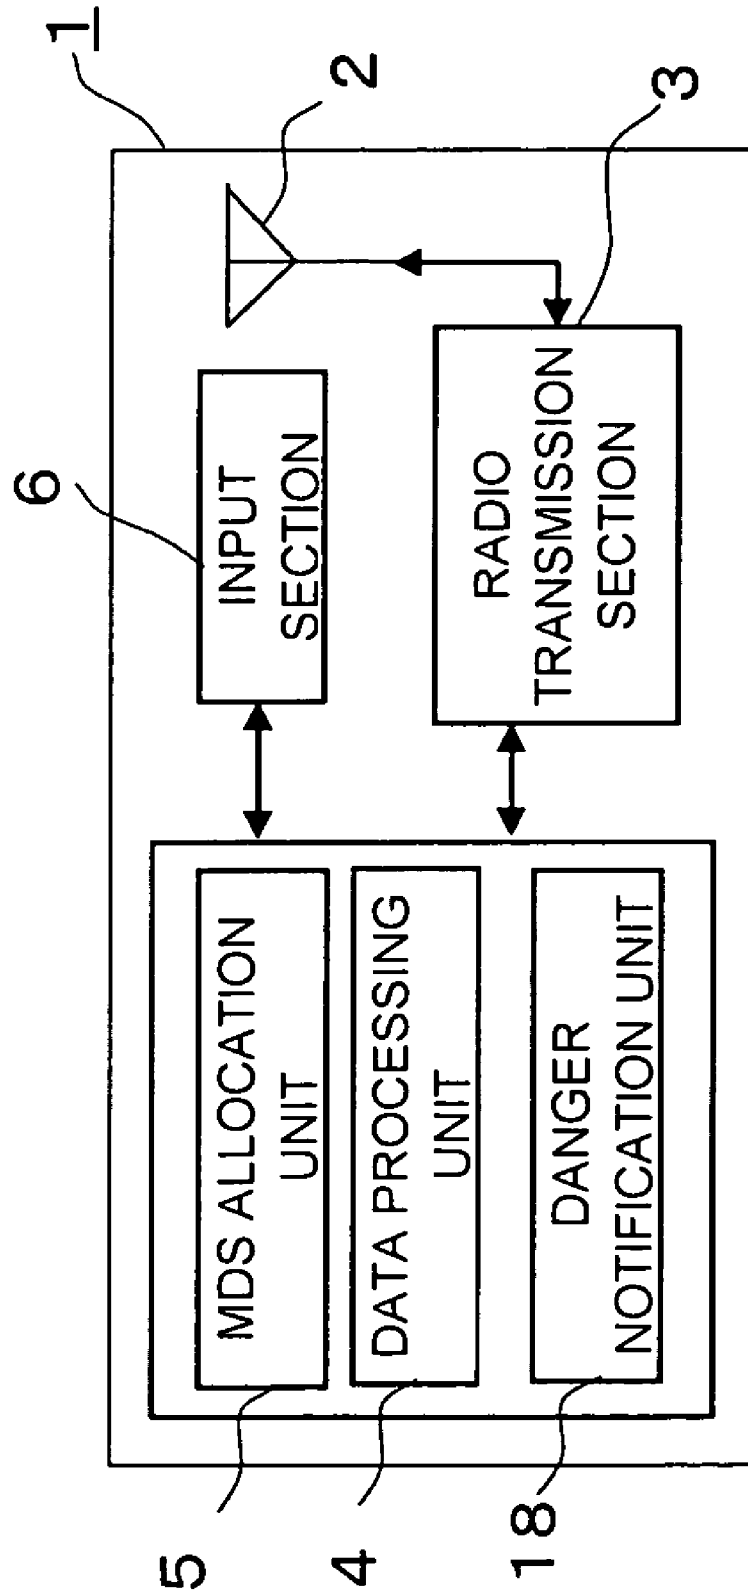 1
2
6
INPUT
SECTION
3
RADIO
TRANSMISSION
SECTION
5
MDS ALLOCATION
UNIT
4
DATA PROCESSING
UNIT
18
DANGER
NOTIFICATION UNIT